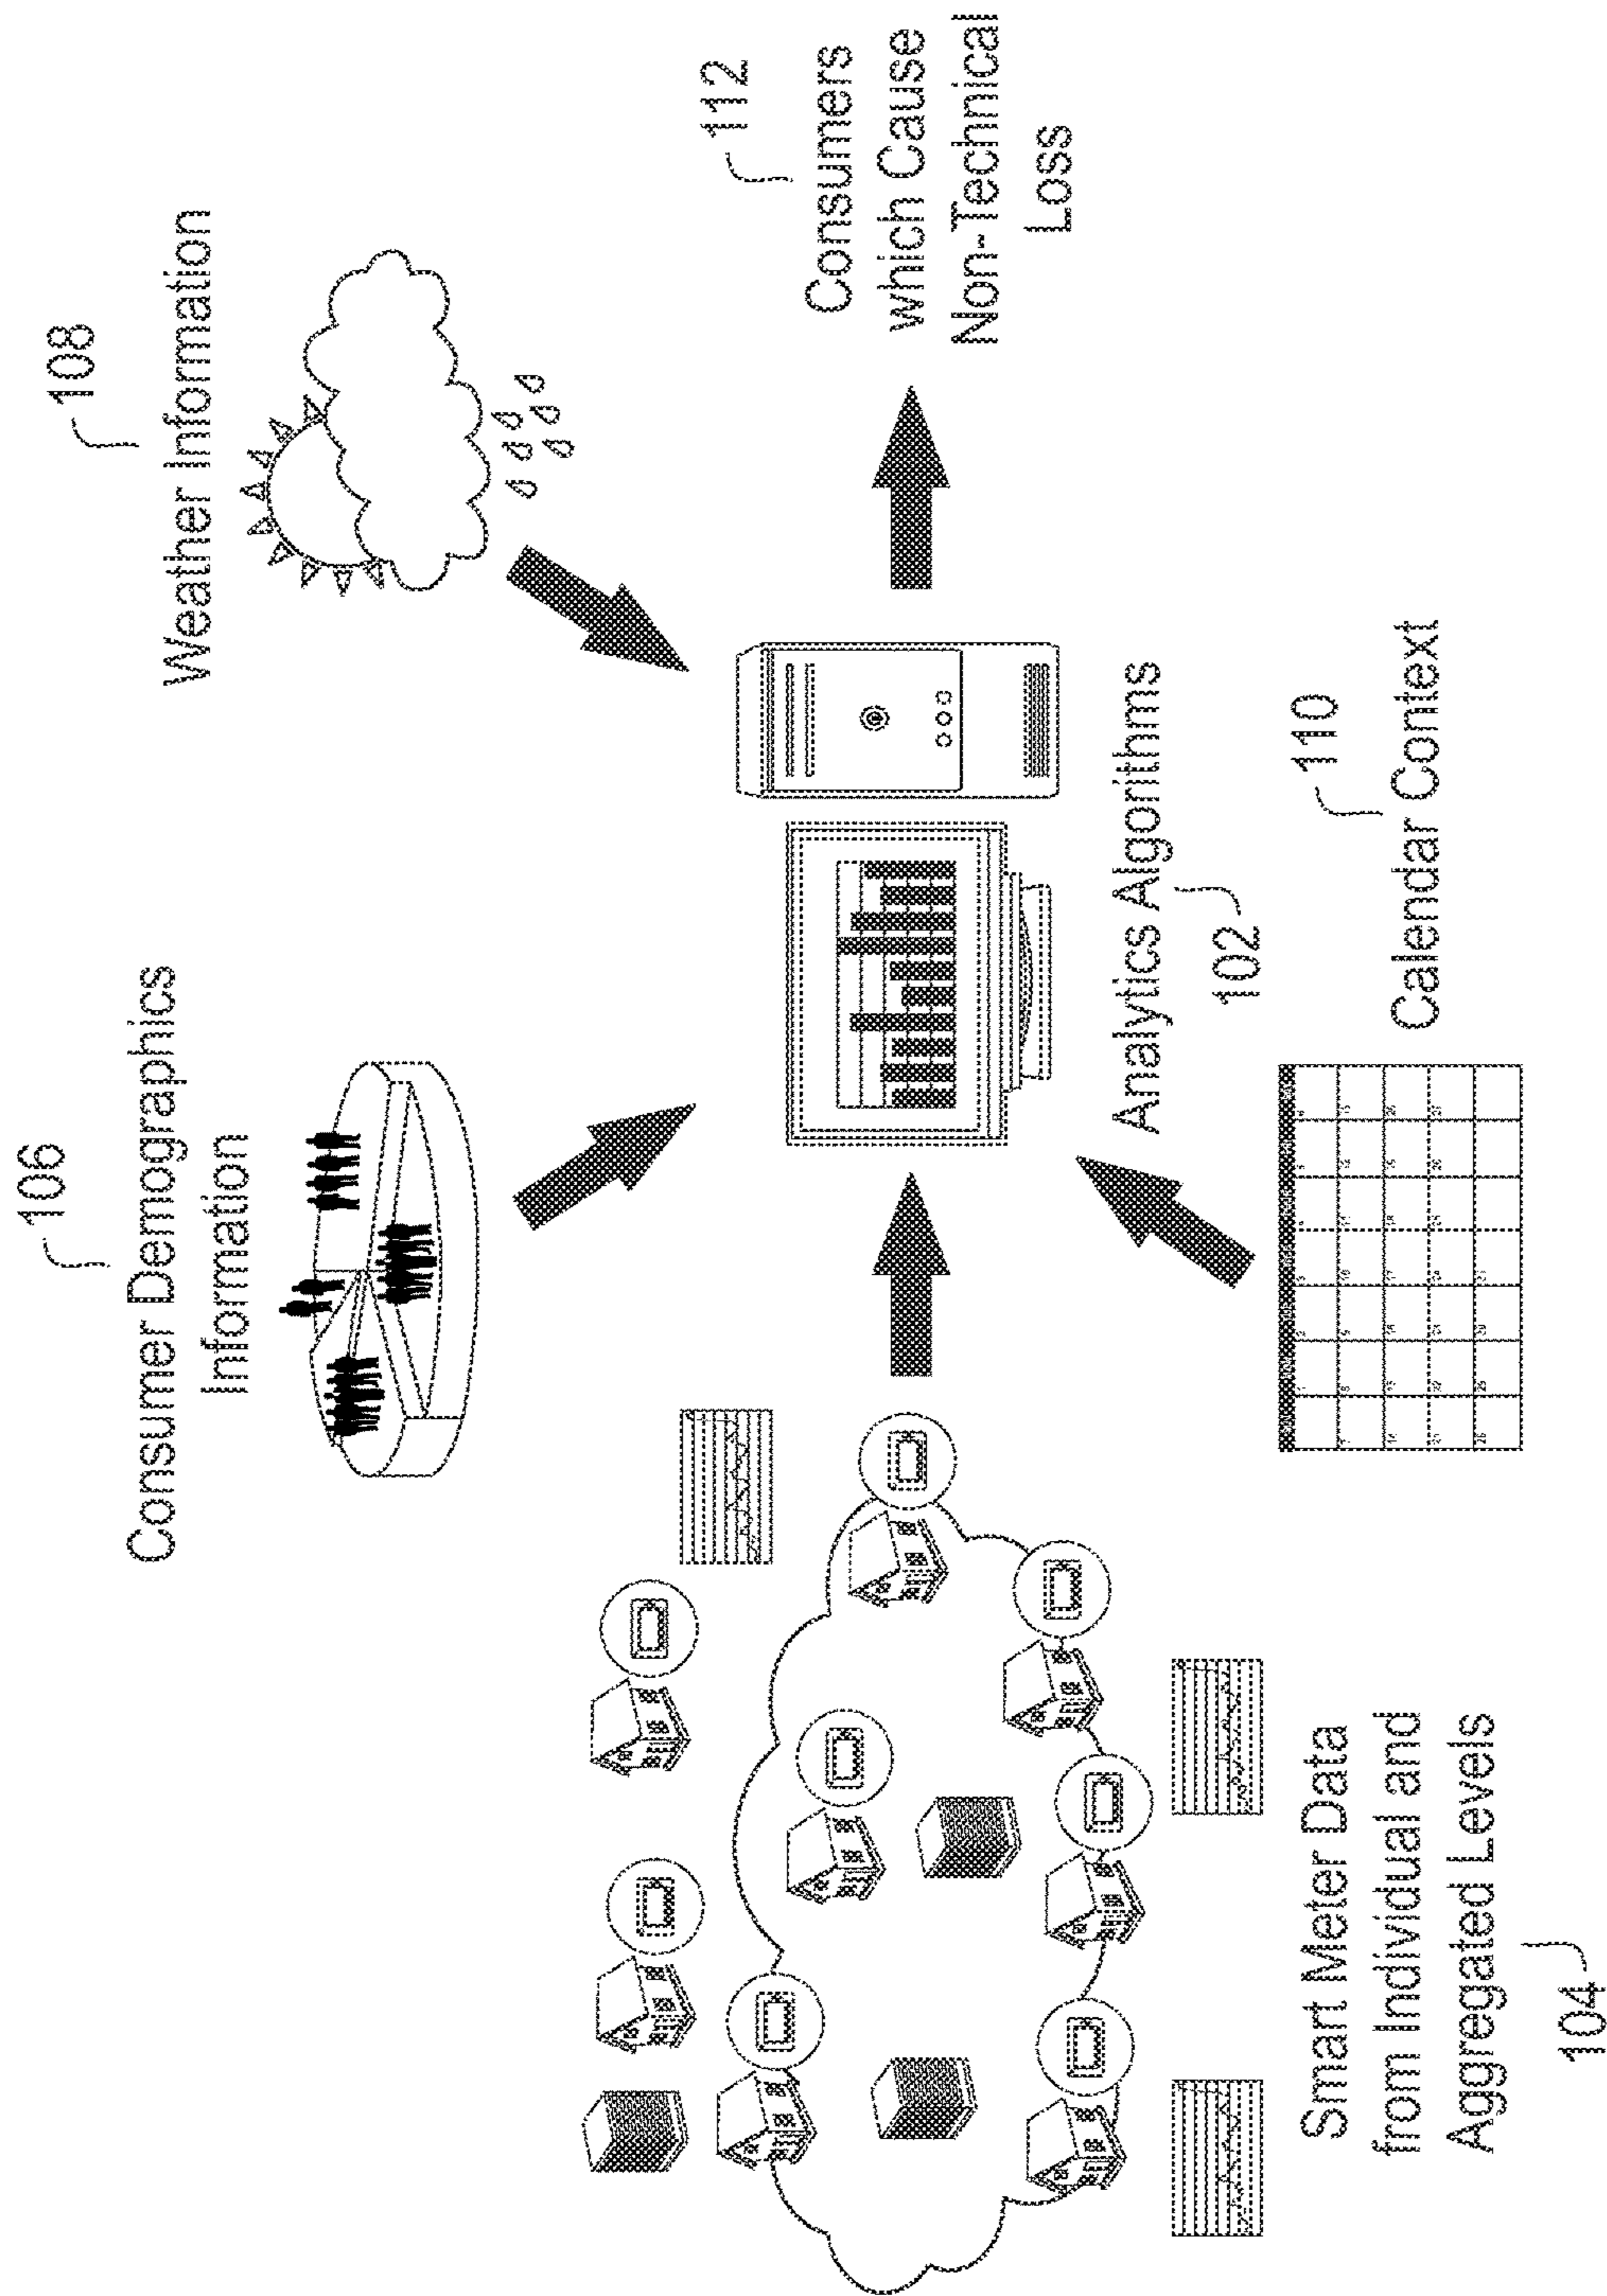 106
Consumer Demographics
Information
108
Weather Information
112
Consumers
which Cause
Non-Technical
Loss
Analytics Algorithms
102
Smart Meter Data
from Individual and
Aggregated Levels
104
110
Calendar Context